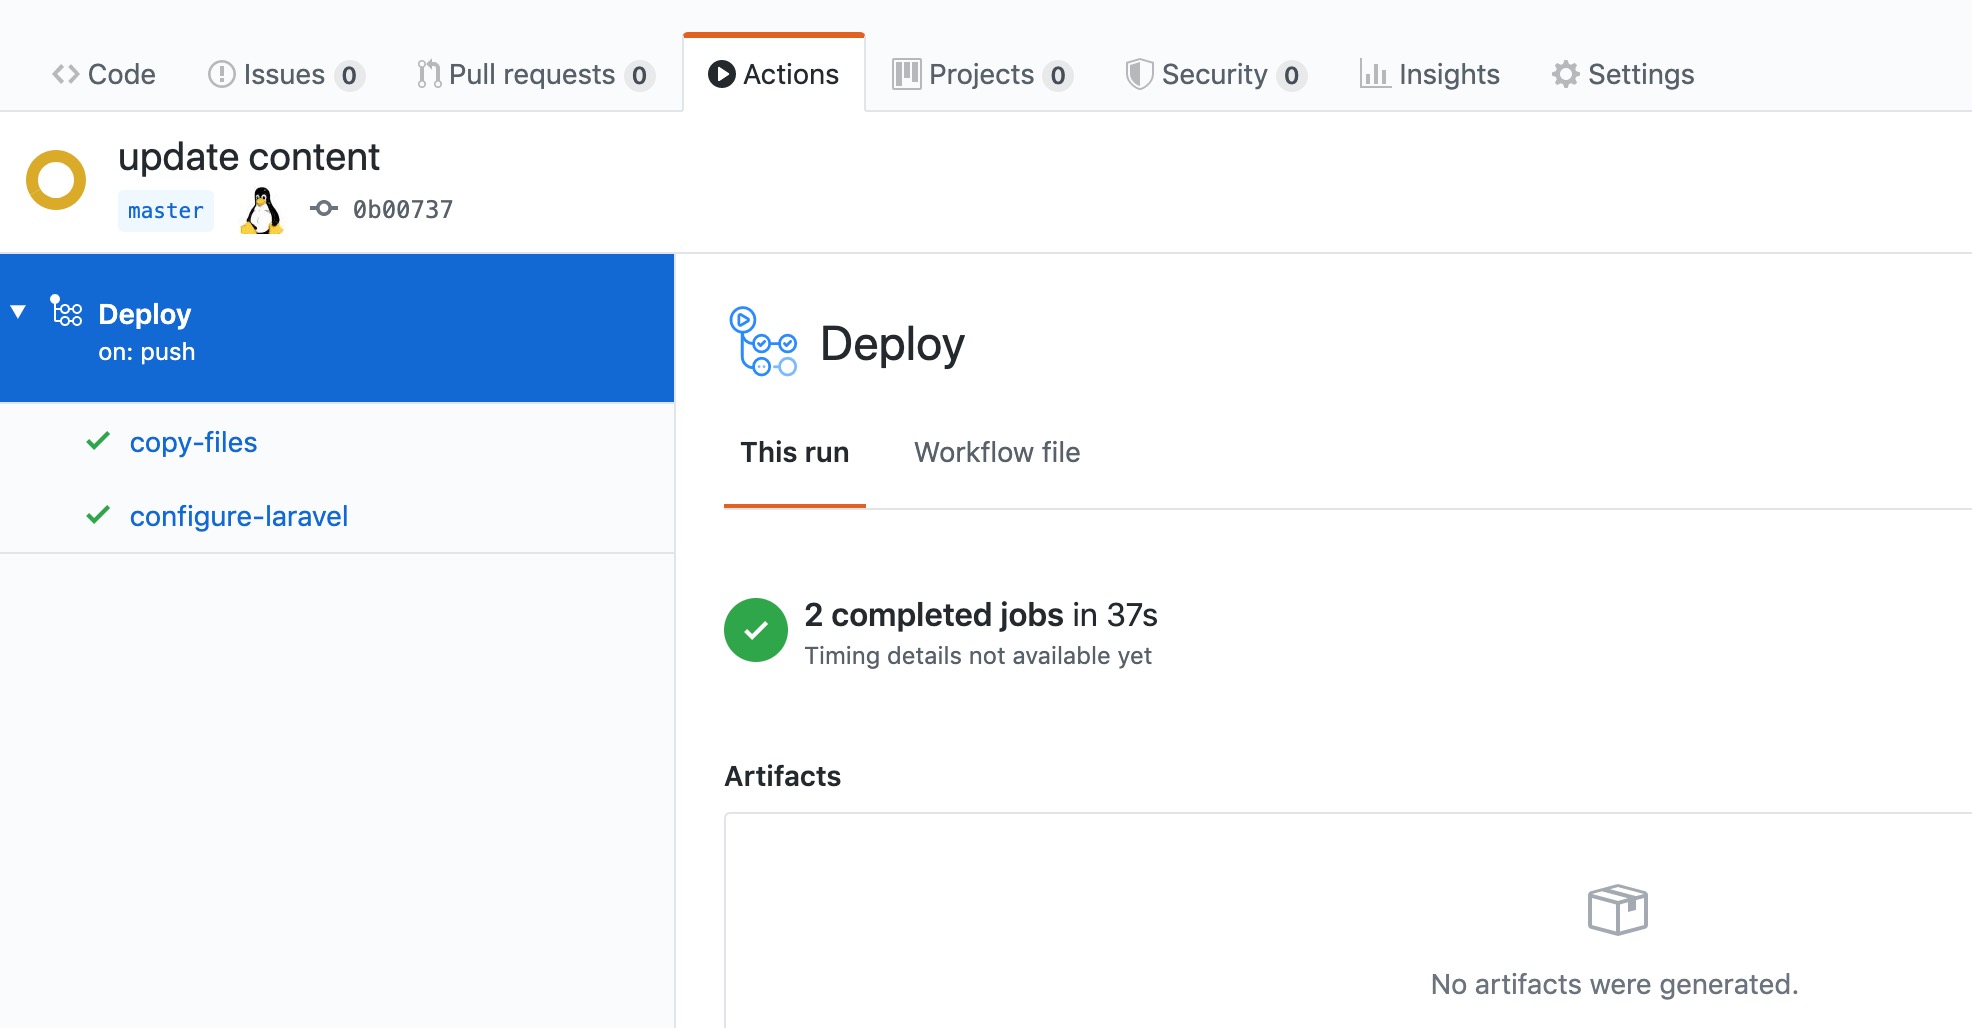 Code Issues 0 Pull requests 0 Actions Projects 0 Security 0 Insights Settings
update content
master 0b00737
Deploy
on: push
copy-files
configure-laravel
Deploy
This run Workflow file
2 completed jobs in 37s
Timing details not available yet
Artifacts
No artifacts were generated.